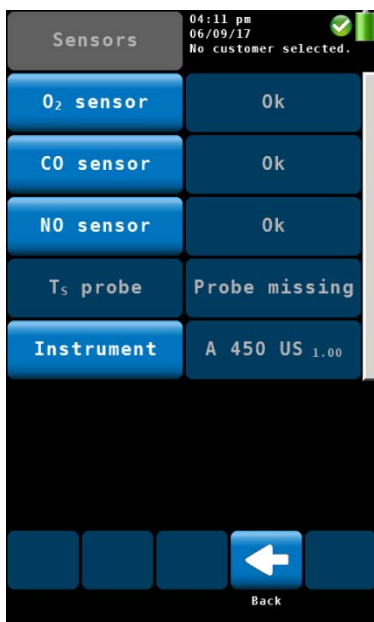 Sensors
04:11 pm
06/09/17
No customer selected.
O₂ sensor
Ok
CO sensor
Ok
NO sensor
Ok
Tₛ probe
Probe missing
Instrument
A 450 US 1.00
Back